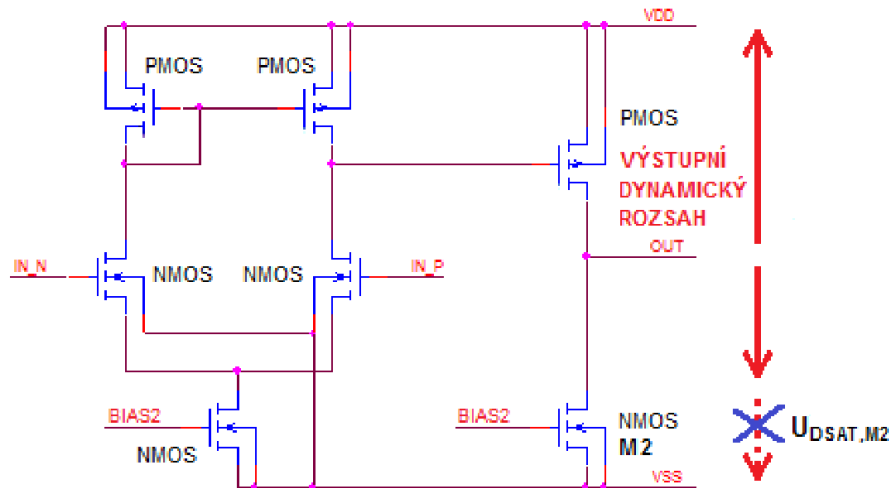 VDD
PMOS
PMOS
PMOS
VÝSTUPNÍ
DYNAMICKÝ
ROZSAH
OUT
IN_N
NMOS
NMOS
IN_P
BIAS2
NMOS
BIAS2
NMOS
M2
UDSAT,M2
VSS